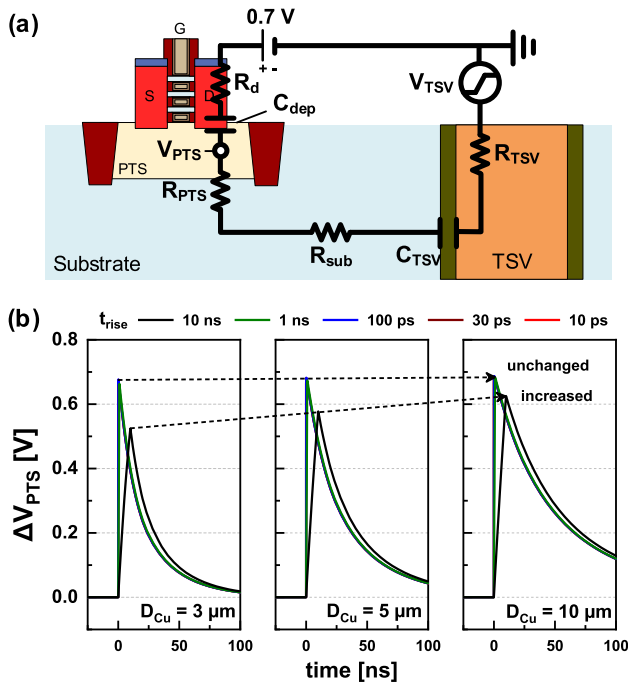 (a)
0.7 V
+ -
G
S
D
R_d
C_dep
V_TSV
V_PTS
PTS
R_PTS
R_TSV
R_sub
C_TSV
Substrate
TSV
(b)
t_rise 10 ns 1 ns 100 ps 30 ps 10 ps
0.8
0.6
0.4
0.2
0.0
ΔV_PTS [V]
unchanged
increased
D_Cu = 3 µm D_Cu = 5 µm D_Cu = 10 µm
0 50 100 0 50 100 0 50 100
time [ns]